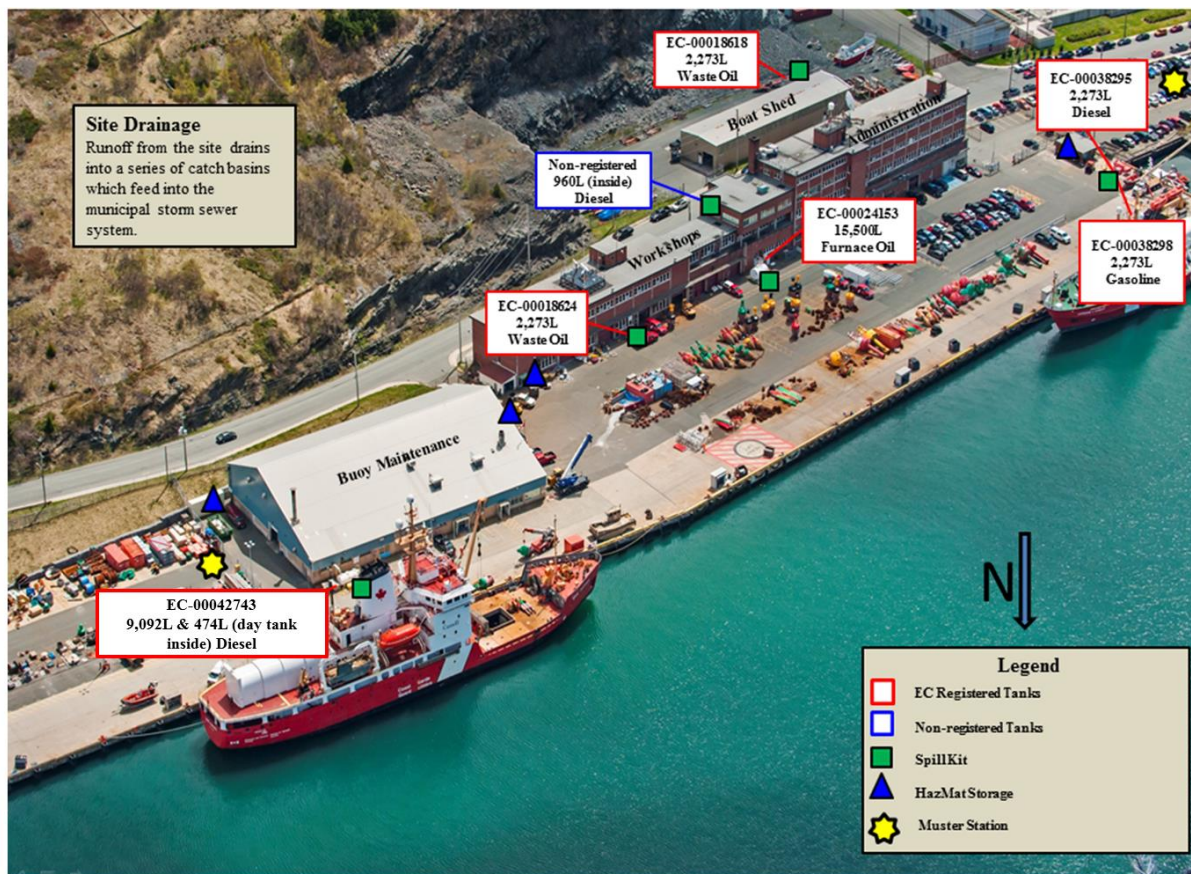 EC-00018618
2,273L
Waste Oil
EC-00038295
2,273L
Diesel
Site Drainage
Runoff from the site drains
into a series of catch basins
which feed into the
municipal storm sewer
system.
Boat Shed
Administration
Non-registered
960L (inside)
Diesel
EC-00024153
15,500L
Furnace Oil
EC-00038298
2,273L
Gasoline
Workshops
EC-00018624
2,273L
Waste Oil
Buoy Maintenance
EC-00042743
9,092L & 474L (day tank
inside) Diesel
N
Legend
EC Registered Tanks
Non-registered Tanks
Spill Kit
HazMat Storage
Muster Station